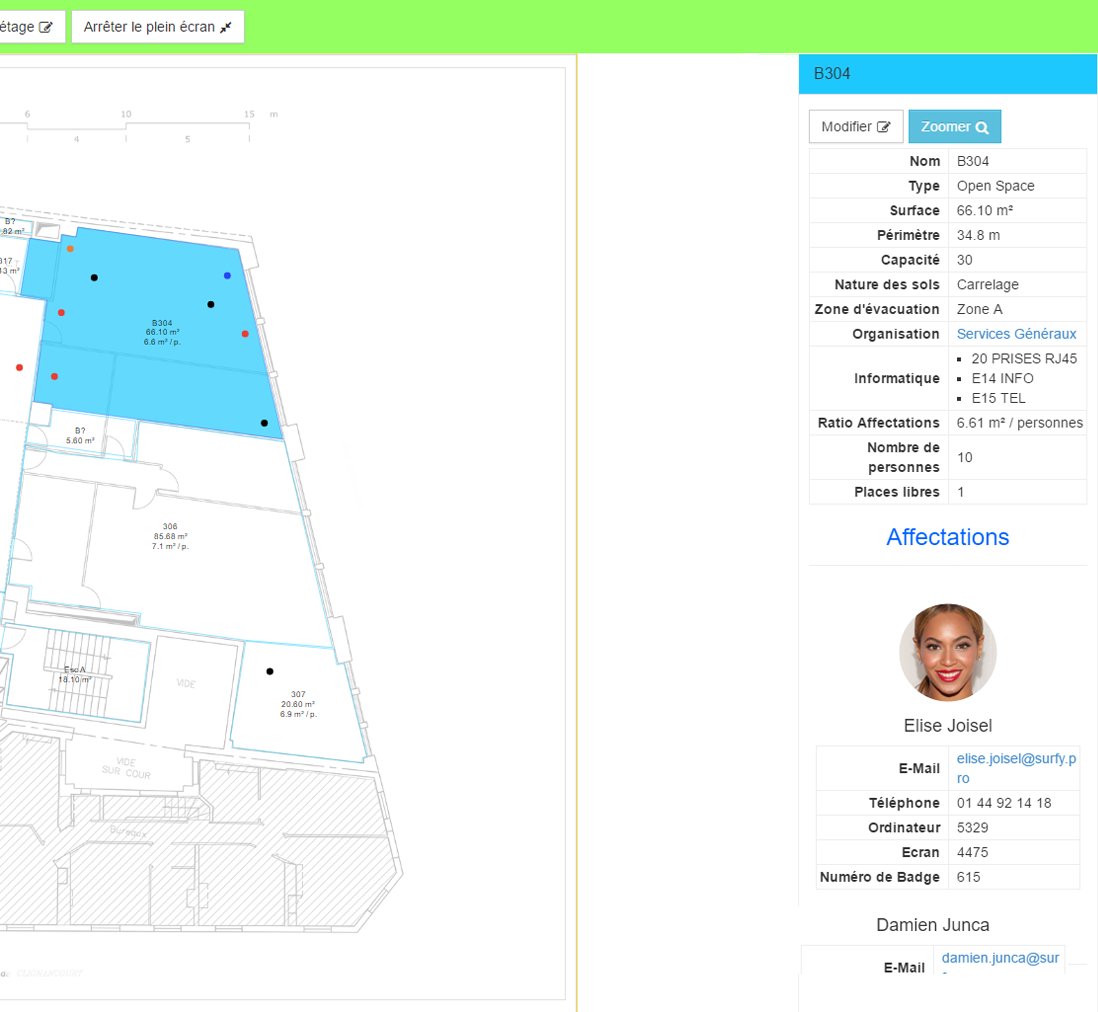 étage
Arrêter le plein écran
B304
6 10 15 m
4 5
Modifier
Zoomer
Nom B304
Type Open Space
Surface 66.10 m²
Périmètre 34.8 m
Capacité 30
Nature des sols Carrelage
Zone d'évacuation Zone A
Organisation Services Généraux
Informatique
20 PRISES RJ45
E14 INFO
E15 TEL
Ratio Affectations 6.61 m² / personnes
Nombre de
personnes 10
Places libres 1
Affectations
Elise Joisel
E-Mail elise.joisel@surfy.p
ro
Téléphone 01 44 92 14 18
Ordinateur 5329
Ecran 4475
Numéro de Badge 615
Damien Junca
E-Mail damien.junca@sur
B?
.82 m²
317
13 m²
B304
66.10 m²
6.6 m² / p.
B?
5.60 m²
306
85.68 m²
7.1 m² / p.
Esc A
18.10 m²
VIDE
307
20.60 m²
6.9 m² / p.
VIDE
SUR COUR
Bureaux